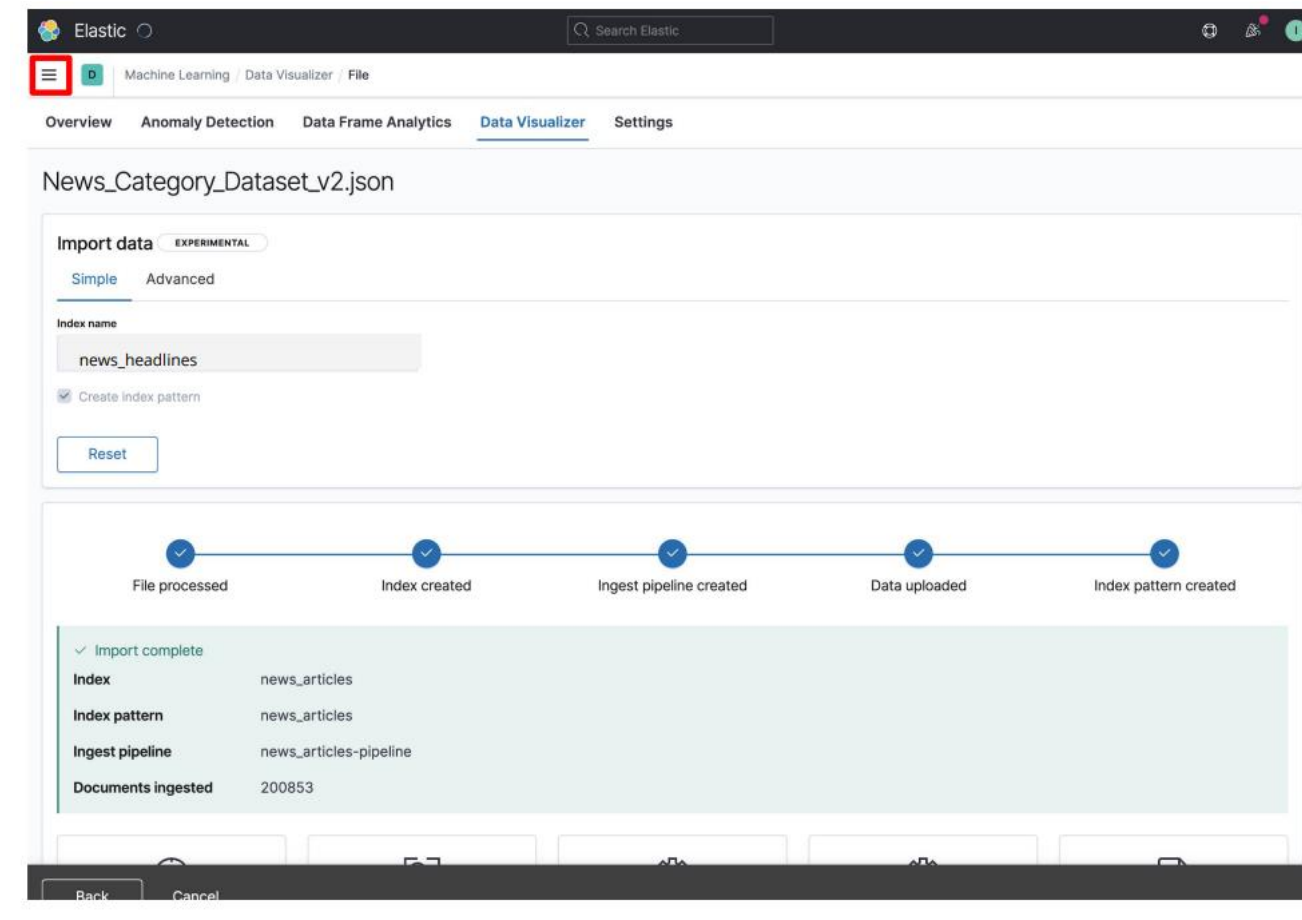 Elastic
Search Elastic
D
Machine Learning / Data Visualizer / File
Overview Anomaly Detection Data Frame Analytics Data Visualizer Settings
News_Category_Dataset_v2.json
Import data EXPERIMENTAL
Simple Advanced
Index name
news_headlines
Create index pattern
Reset
File processed Index created Ingest pipeline created Data uploaded Index pattern created
Import complete
Index news_articles
Index pattern news_articles
Ingest pipeline news_articles-pipeline
Documents ingested 200853
Back Cancel